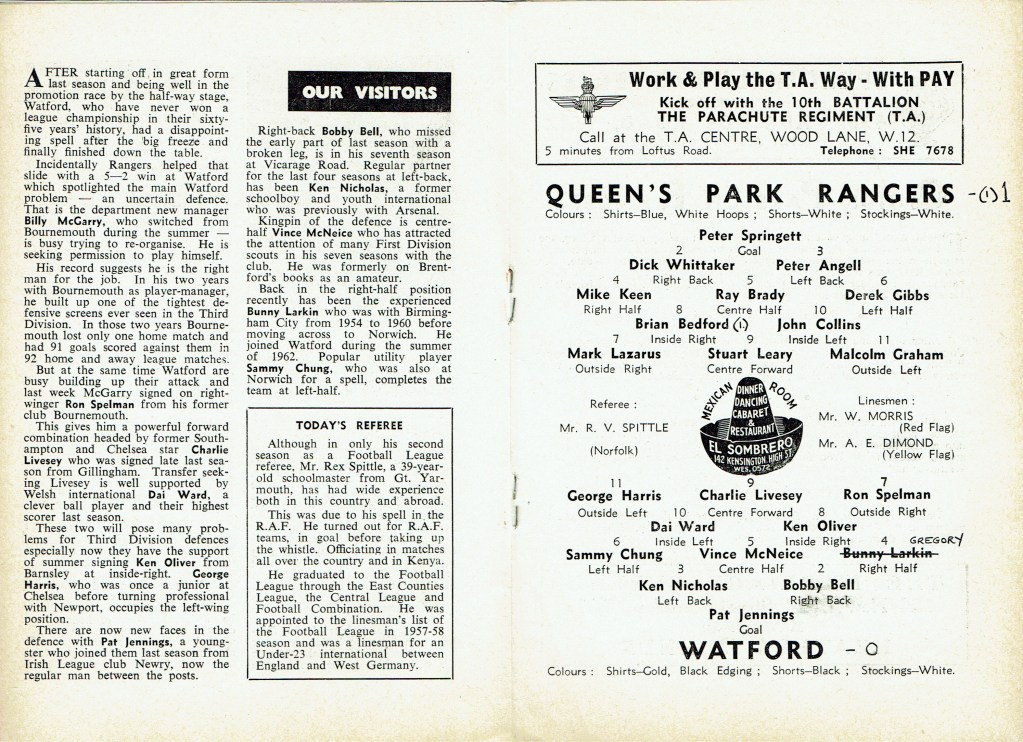 AFTER starting off in great form
last season and being well in the
promotion race by the half-way stage,
Watford, who have never won a
league championship in their sixty-
five years' history, had a disappoint-
ing spell after the big freeze and
finally finished down the table.
Incidentally Rangers helped that
slide with a 5—2 win at Watford
which spotlighted the main Watford
problem — an uncertain defence.
That is the department new manager
Billy McGarry, who switched from
Bournemouth during the summer —
is busy trying to re-organise. He is
seeking permission to play himself.
His record suggests he is the right
man for the job. In his two years
with Bournemouth as player-manager,
he built up one of the tightest de-
fensive screens ever seen in the Third
Division. In those two years Bourne-
mouth lost only one home match and
had 91 goals scored against them in
92 home and away league matches.
But at the same time Watford are
busy building up their attack and
last week McGarry signed on right-
winger Ron Spelman from his former
club Bournemouth.
This gives him a powerful forward
combination headed by former South-
ampton and Chelsea star Charlie
Livesey who was signed late last sea-
son from Gillingham. Transfer seek-
ing Livesey is well supported by
Welsh international Dai Ward, a
clever ball player and their highest
scorer last season.
These two will pose many prob-
lems for Third Division defences
especially now they have the support
of summer signing Ken Oliver from
Barnsley at inside-right. George
Harris, who was once a junior at
Chelsea before turning professional
with Newport, occupies the left-wing
position.
There are now new faces in the
defence with Pat Jennings, a young-
ster who joined them last season from
Irish League club Newry, now the
regular man between the posts.
OUR VISITORS
Right-back Bobby Bell, who missed
the early part of last season with a
broken leg, is in his seventh season
at Vicarage Road. Regular partner
for the last four seasons at left-back,
has been Ken Nicholas, a former
schoolboy and youth international
who was previously with Arsenal.
Kingpin of the defence is centre-
half Vince McNeice who has attracted
the attention of many First Division
scouts in his seven seasons with the
club. He was formerly on Brent-
ford's books as an amateur.
Back in the right-half position
recently has been the experienced
Bunny Larkin who was with Birming-
ham City from 1954 to 1960 before
moving across to Norwich. He
joined Watford during the summer
of 1962. Popular utility player
Sammy Chung, who was also at
Norwich for a spell, completes the
team at left-half.
TODAY'S REFEREE
Although in only his second
season as a Football League
referee, Mr. Rex Spittle, a 39-year-
old schoolmaster from Gt. Yar-
mouth, has had wide experience
both in this country and abroad.
This was due to his spell in the
R.A.F. He turned out for R.A.F.
teams, in goal before taking up
the whistle. Officiating in matches
all over the country and in Kenya.
He graduated to the Football
League through the East Counties
League, the Central League and
Football Combination. He was
appointed to the linesman's list of
the Football League in 1957-58
season and was a linesman for an
Under-23 international between
England and West Germany.
Work & Play the T.A. Way - With PAY
Kick off with the 10th BATTALION
THE PARACHUTE REGIMENT (T.A.)
Call at the T.A. CENTRE, WOOD LANE, W.12.
5 minutes from Loftus Road. Telephone : SHE 7678
QUEEN'S PARK RANGERS -(1)1
Colours : Shirts—Blue, White Hoops ; Shorts—White ; Stockings—White.
Peter Springett
2 Goal 3
Dick Whittaker Peter Angell
4 Right Back 5 Left Back 6
Mike Keen Ray Brady Derek Gibbs
Right Half 8 Centre Half 10 Left Half
Brian Bedford (1) John Collins
7 Inside Right 9 Inside Left 11
Mark Lazarus Stuart Leary Malcolm Graham
Outside Right Centre Forward Outside Left
Referee :
Mr. R. V. SPITTLE
(Norfolk)
MEXICAN ROOM
DINNER
DANCING
CABARET
&
RESTAURANT
EL SOMBRERO
142 KENSINGTON HIGH ST.
WES. 0572
Linesmen :
Mr. W. MORRIS
(Red Flag)
Mr. A. E. DIMOND
(Yellow Flag)
11 9 7
George Harris Charlie Livesey Ron Spelman
Outside Left 10 Centre Forward 8 Outside Right
Dai Ward Ken Oliver
6 Inside Left 5 Inside Right 4 GREGORY
Sammy Chung Vince McNeice Bunny Larkin
Left Half 3 Centre Half 2 Right Half
Ken Nicholas Bobby Bell
Left Back Right Back
Pat Jennings
Goal
WATFORD - 0
Colours : Shirts—Gold, Black Edging ; Shorts—Black ; Stockings—White.